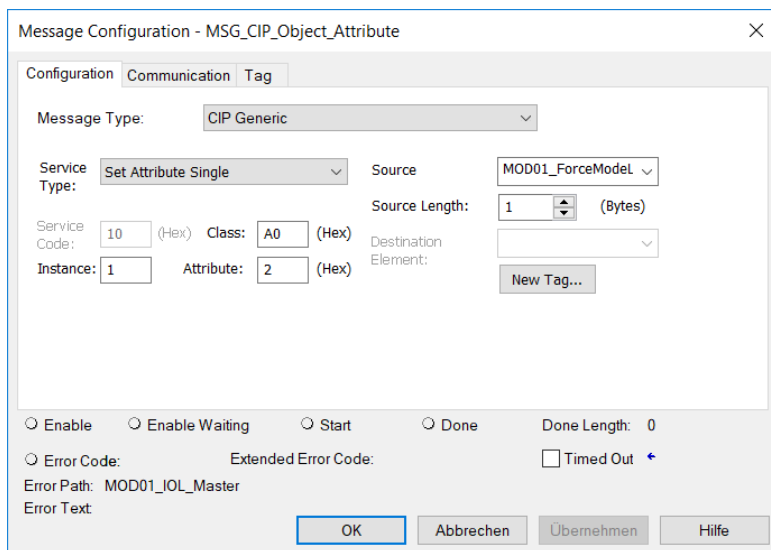 Message Configuration - MSG_CIP_Object_Attribute
Configuration Communication Tag
Message Type: CIP Generic
Service Type: Set Attribute Single Source MOD01_ForceModeL
Source Length: 1 (Bytes)
Service Code: 10 (Hex) Class: A0 (Hex) Destination Element:
Instance: 1 Attribute: 2 (Hex)
New Tag...
Enable Enable Waiting Start Done Done Length: 0
Error Code: Extended Error Code: Timed Out
Error Path: MOD01_IOL_Master
Error Text:
OK Abbrechen Übernehmen Hilfe